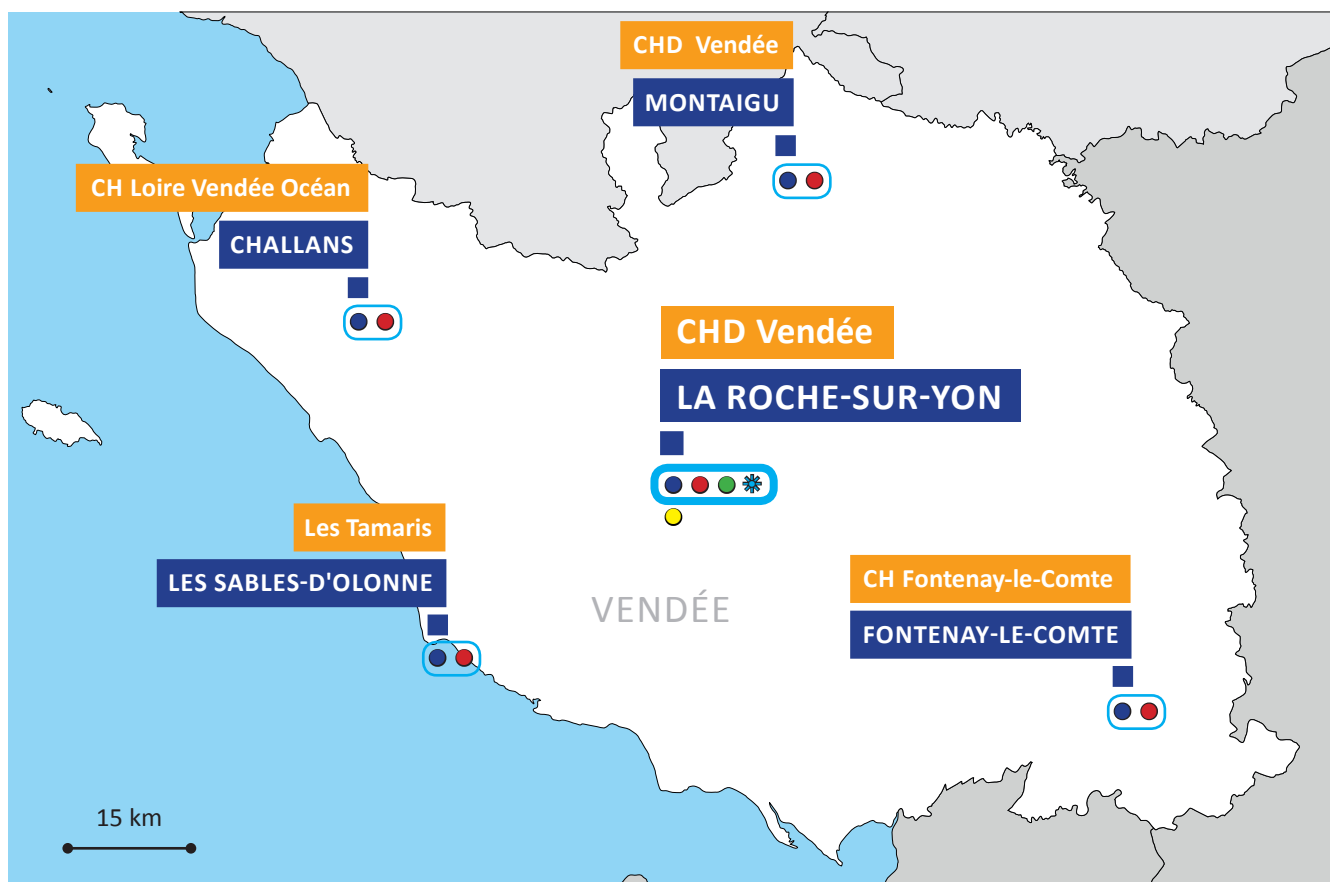 CHD Vendée
MONTAIGU
CH Loire Vendée Océan
CHALLANS
CHD Vendée
LA ROCHE-SUR-YON
Les Tamaris
LES SABLES-D'OLONNE
VENDÉE
CH Fontenay-le-Comte
FONTENAY-LE-COMTE
15 km